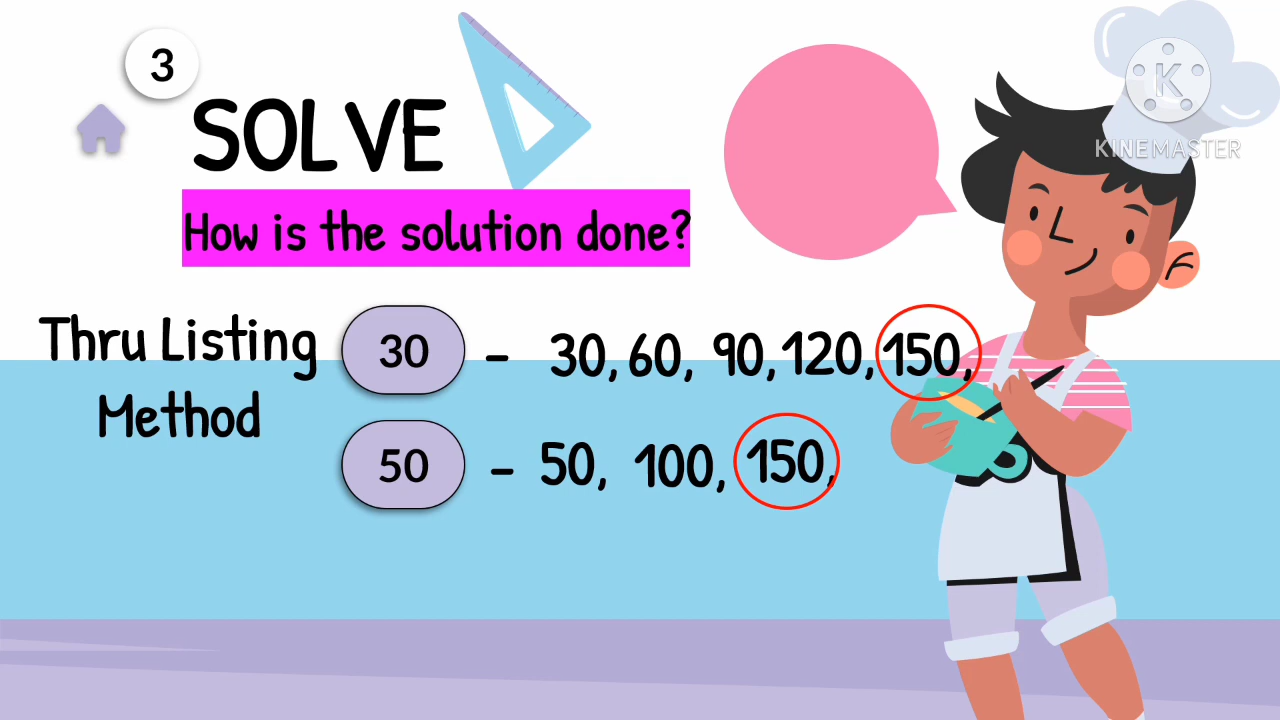 3
SOLVE
How is the solution done?
Thru Listing
Method
30 - 30, 60, 90, 120, 150,
50 - 50, 100, 150,
K
KINEMASTER